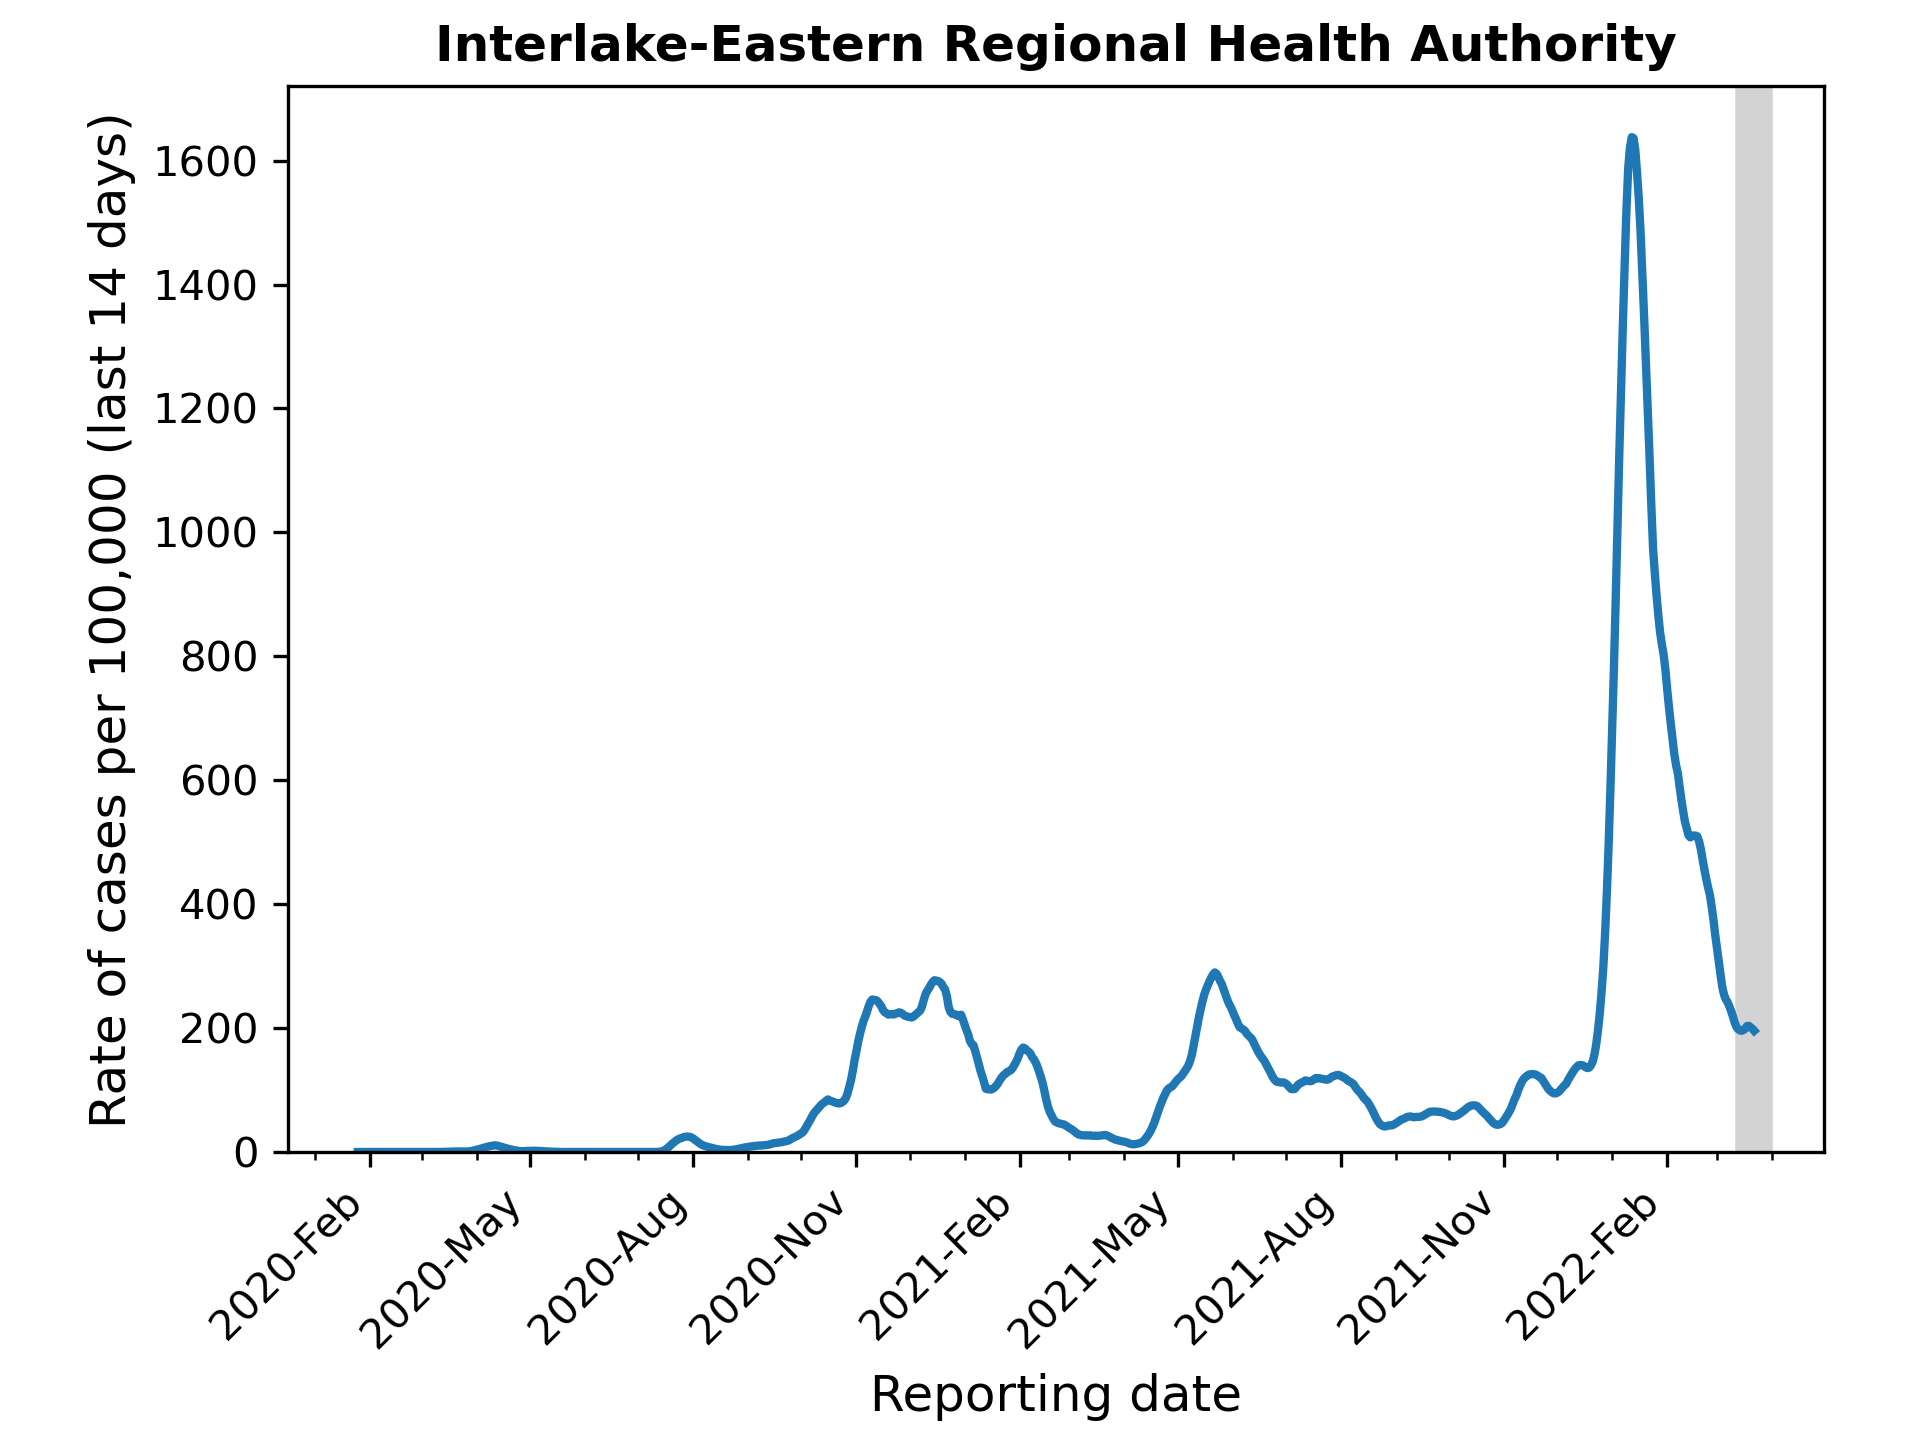 Interlake-Eastern Regional Health Authority
Rate of cases per 100,000 (last 14 days)
1600
1400
1200
1000
800
600
400
200
0
2020-Feb
2020-May
2020-Aug
2020-Nov
2021-Feb
2021-May
2021-Aug
2021-Nov
2022-Feb
Reporting date